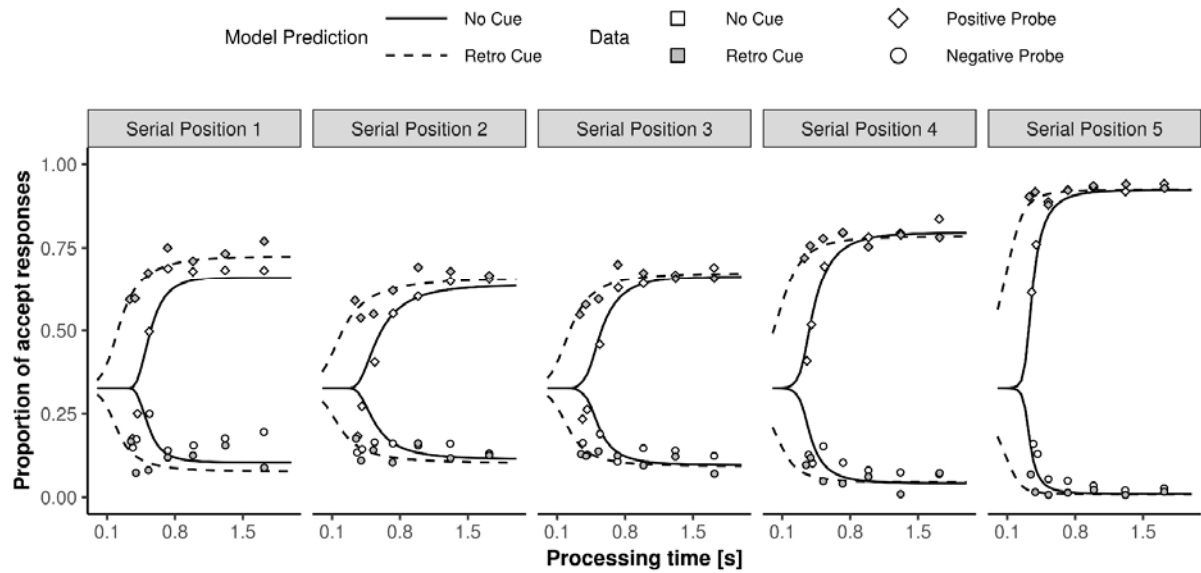 No Cue No Cue Positive Probe
Model Prediction Data
Retro Cue Retro Cue Negative Probe
Serial Position 1 Serial Position 2 Serial Position 3 Serial Position 4 Serial Position 5
Proportion of accept responses
1.00
0.75
0.50
0.25
0.00
0.1 0.8 1.5 0.1 0.8 1.5 0.1 0.8 1.5 0.1 0.8 1.5 0.1 0.8 1.5
Processing time [s]